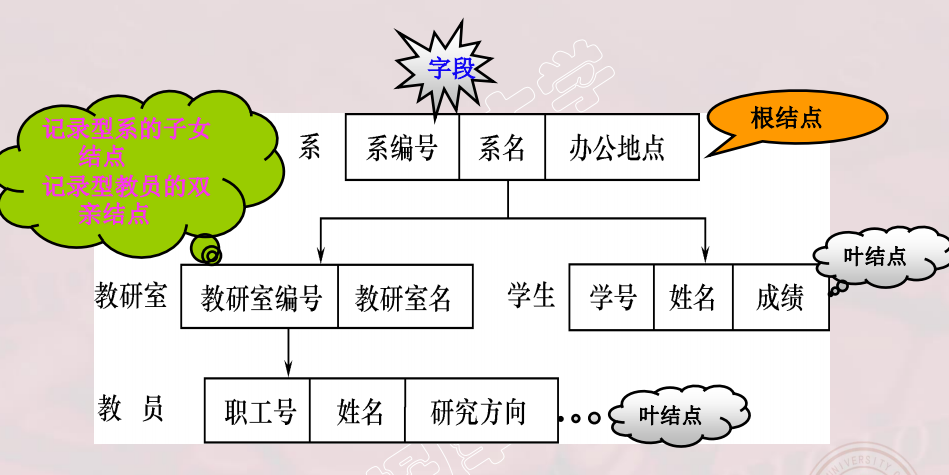 字段
记录型系的子女
结点
记录型教员的双
亲结点
系 系编号 系名 办公地点
根结点
教研室 教研室编号 教研室名
学生 学号 姓名 成绩
叶结点
教 员 职工号 姓名 研究方向
叶结点